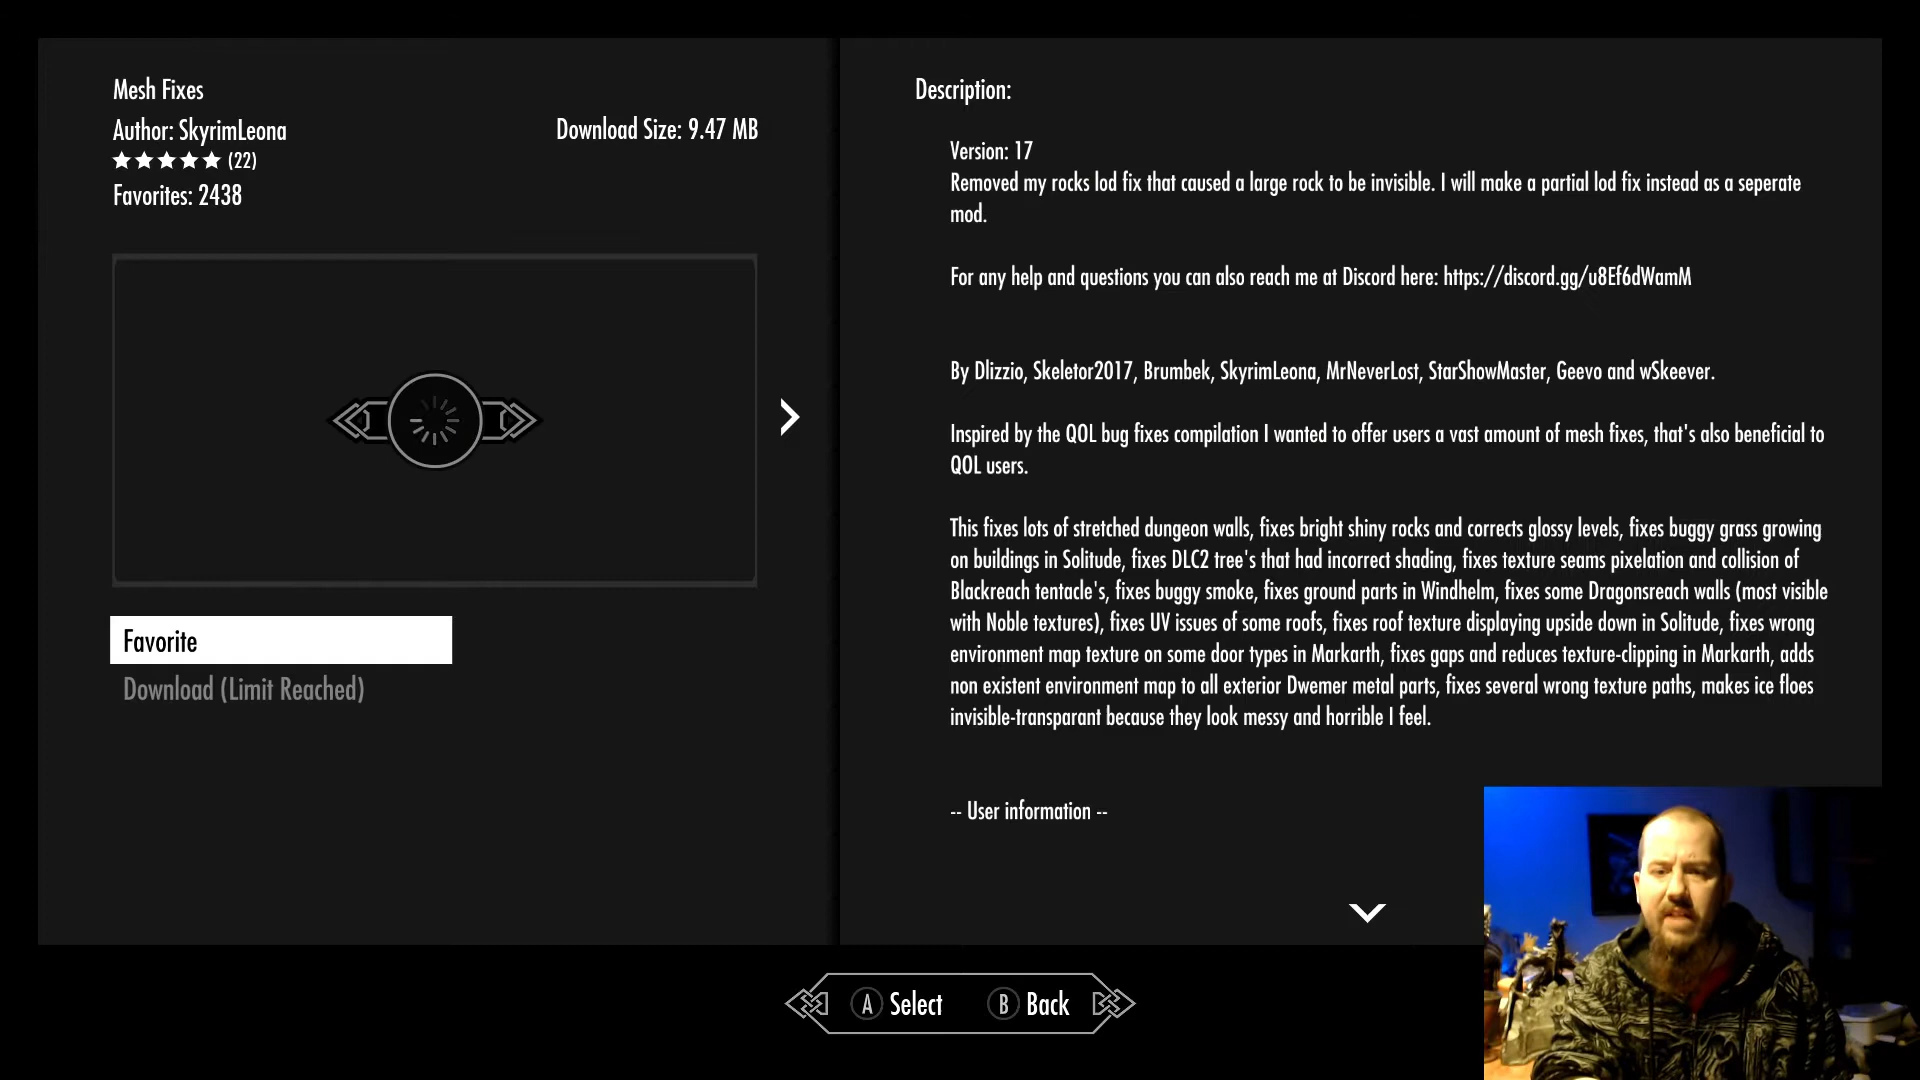 Mesh Fixes
Author: SkyrimLeona
Download Size: 9.47 MB
(22)
Favorites: 2438
Favorite
Download (Limit Reached)
Description:
Version: 17
Removed my rocks lod fix that caused a large rock to be invisible. I will make a partial lod fix instead as a seperate
mod.
For any help and questions you can also reach me at Discord here: https://discord.gg/u8Ef6dWamM
By Dlizzio, Skeletor2017, Brumbek, SkyrimLeona, MrNeverLost, StarShowMaster, Geevo and wSkeever.
Inspired by the QOL bug fixes compilation I wanted to offer users a vast amount of mesh fixes, that's also beneficial to
QOL users.
This fixes lots of stretched dungeon walls, fixes bright shiny rocks and corrects glossy levels, fixes buggy grass growing
on buildings in Solitude, fixes DLC2 tree's that had incorrect shading, fixes texture seams pixelation and collision of
Blackreach tentacle's, fixes buggy smoke, fixes ground parts in Windhelm, fixes some Dragonsreach walls (most visible
with Noble textures), fixes UV issues of some roofs, fixes roof texture displaying upside down in Solitude, fixes wrong
environment map texture on some door types in Markarth, fixes gaps and reduces texture-clipping in Markarth, adds
non existent environment map to all exterior Dwemer metal parts, fixes several wrong texture paths, makes ice floes
invisible-transparant because they look messy and horrible I feel.
-- User information --
A Select B Back